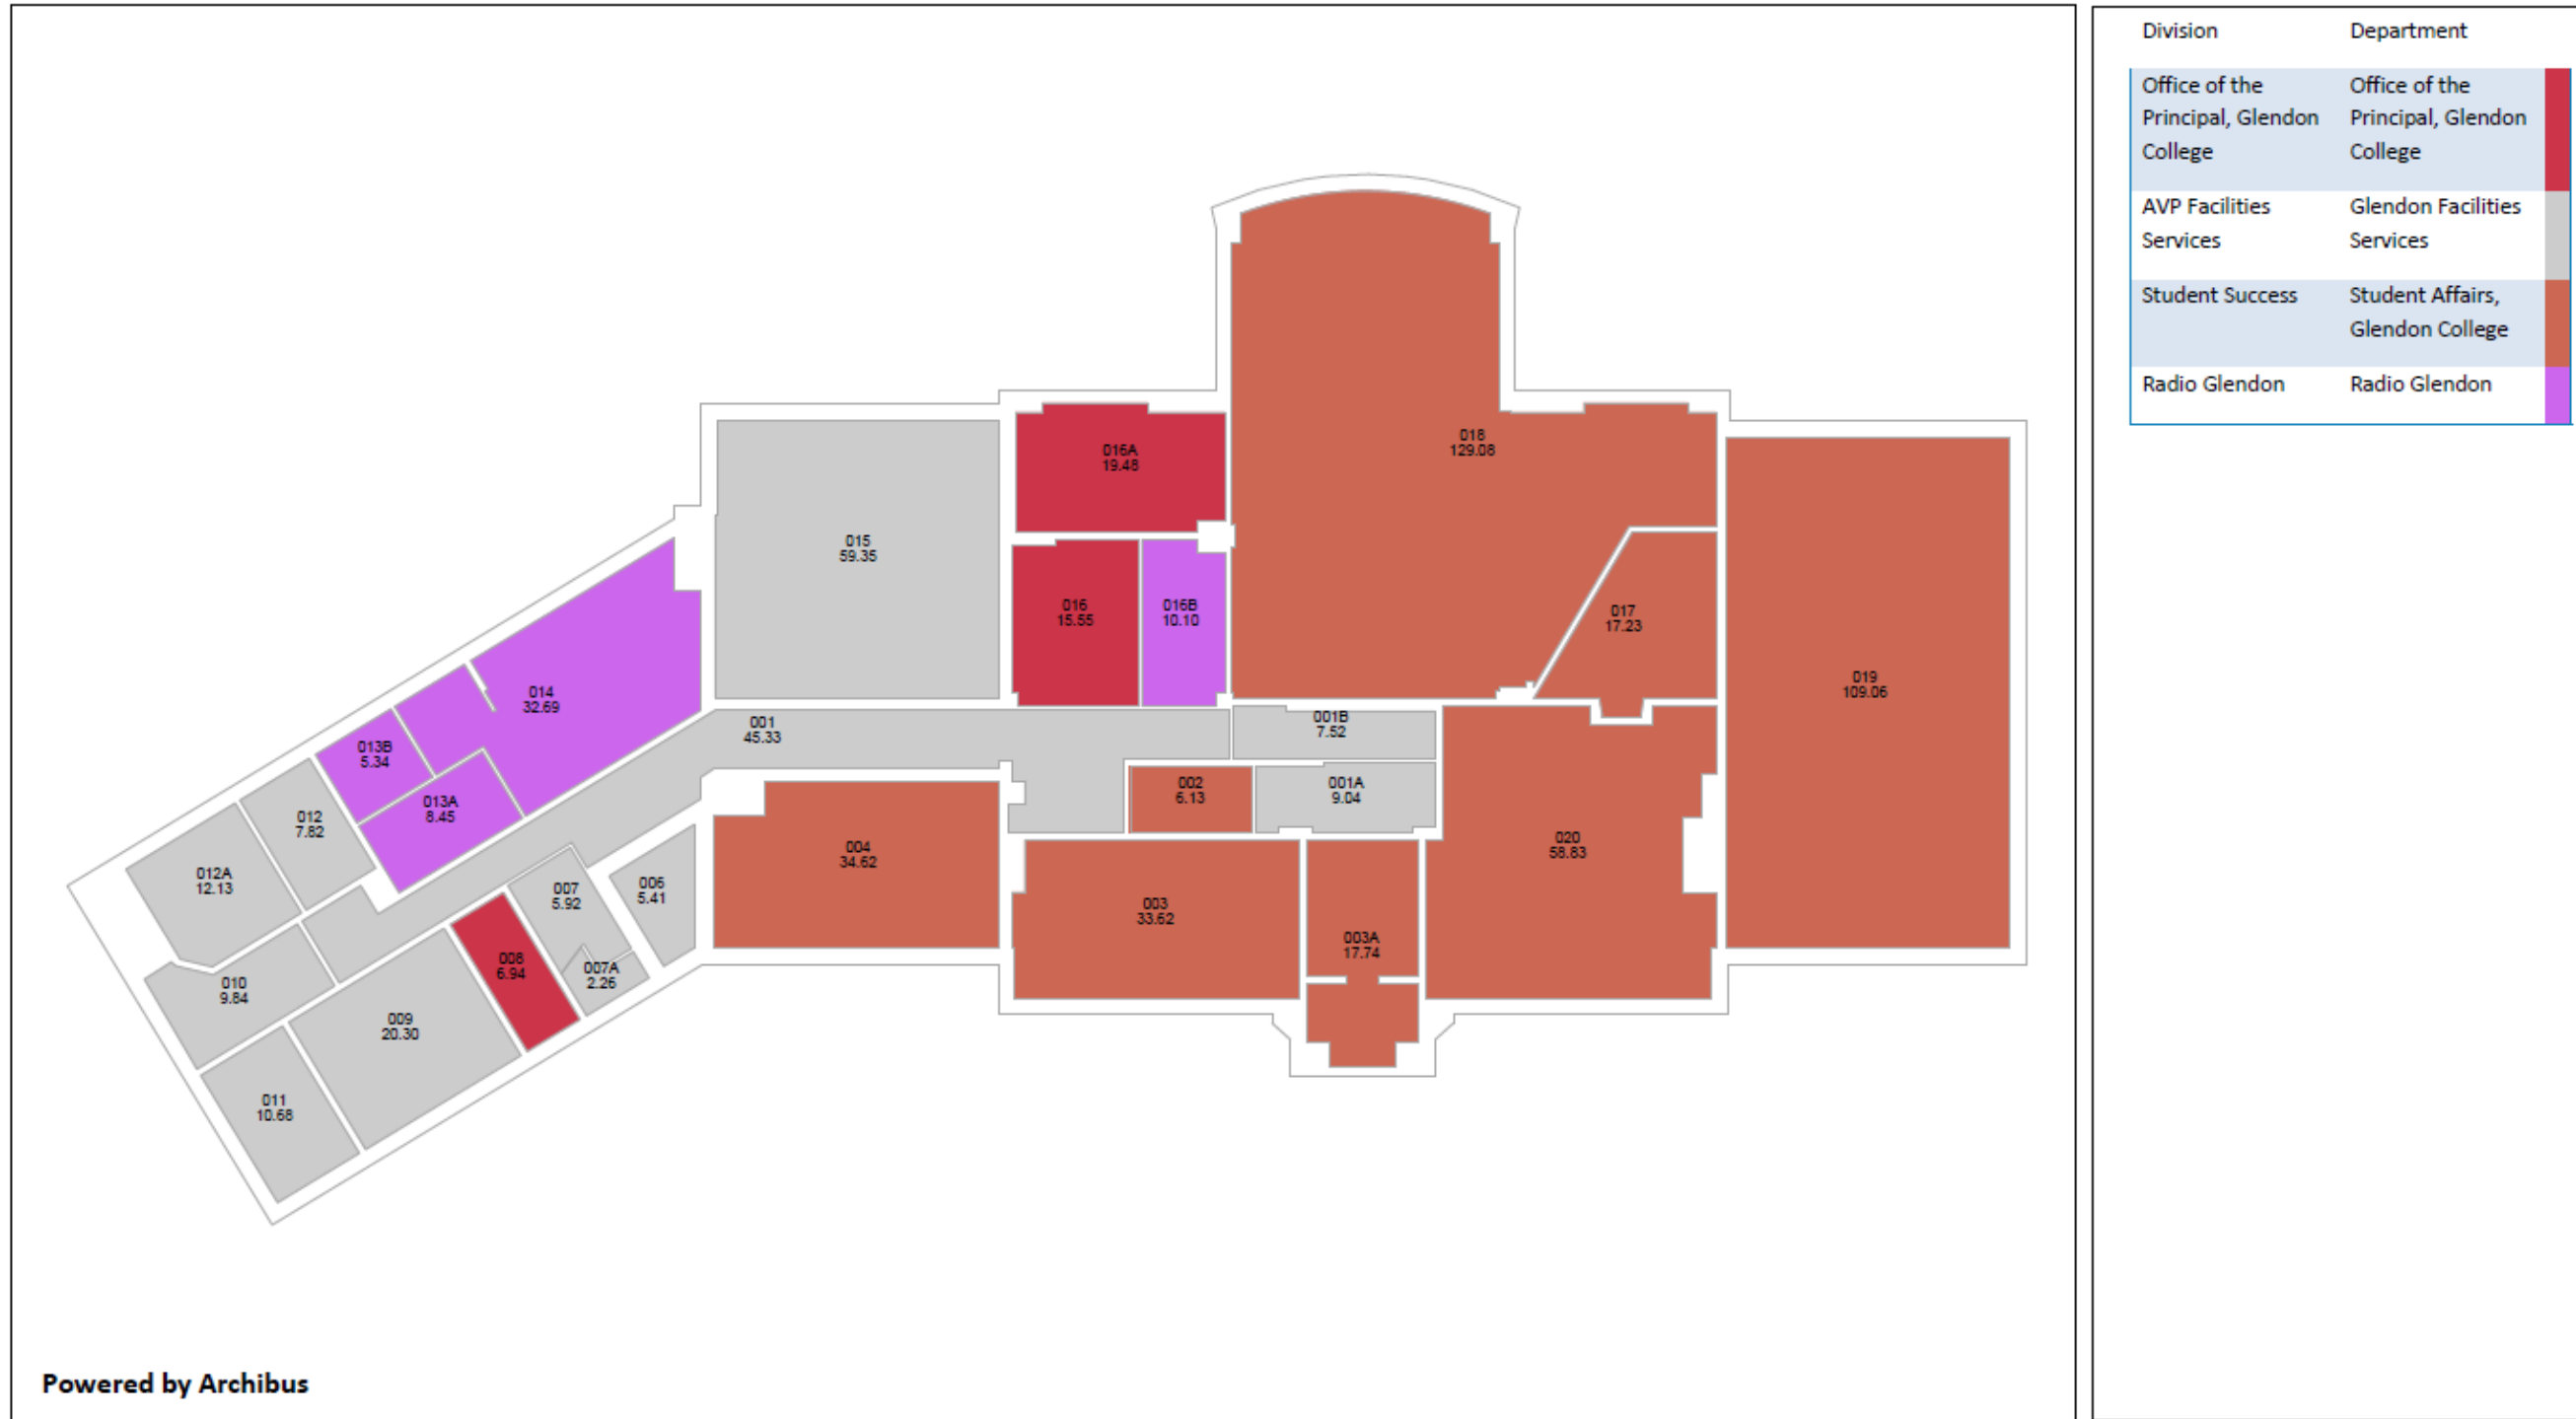 018
129.08
016A
19.48
015
59.35
016
15.55
016B
10.10
017
17.23
019
109.06
014
32.69
001
45.33
001B
7.52
013B
5.34
013A
8.45
002
6.13
001A
9.04
012
7.82
004
34.62
020
58.83
012A
12.13
007
5.92
006
5.41
003
33.62
003A
17.74
008
6.94
007A
2.26
010
9.84
009
20.30
011
10.68
Powered by Archibus
Division Department
Office of the Office of the
Principal, Glendon Principal, Glendon
College College
AVP Facilities Glendon Facilities
Services Services
Student Success Student Affairs,
Glendon College
Radio Glendon Radio Glendon